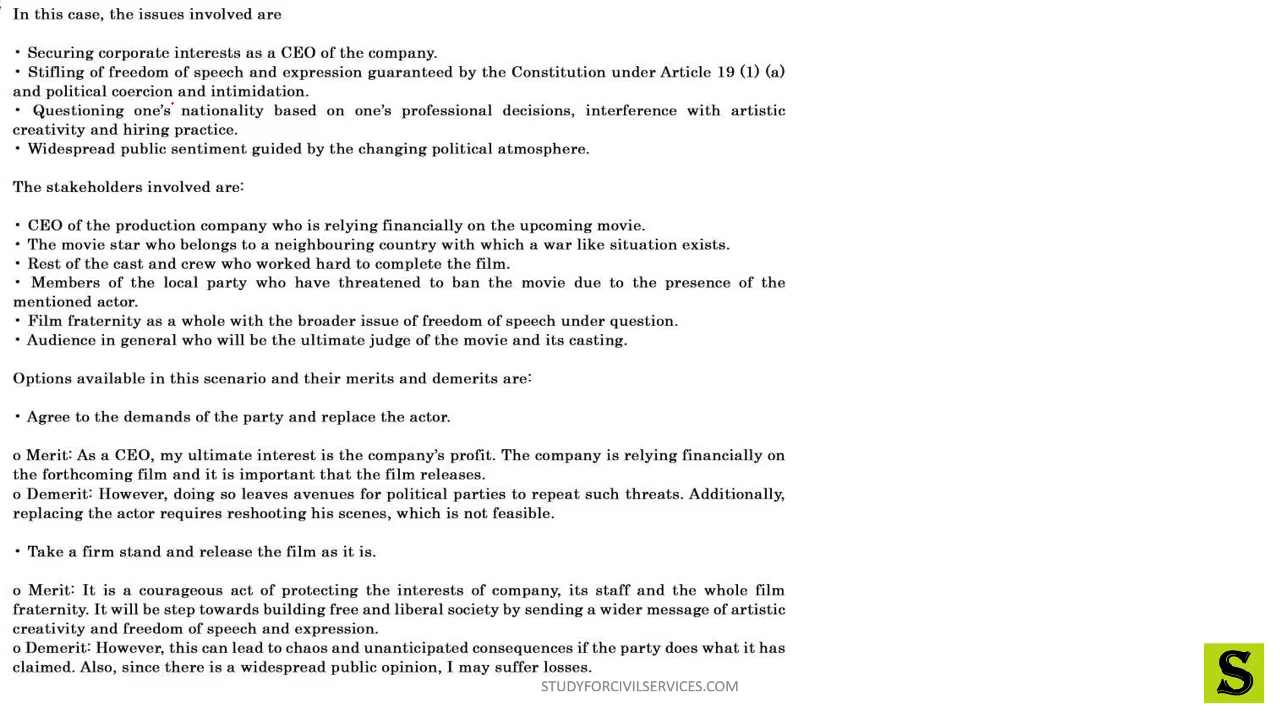 In this case, the issues involved are
• Securing corporate interests as a CEO of the company.
• Stifling of freedom of speech and expression guaranteed by the Constitution under Article 19 (1) (a)
and political coercion and intimidation.
• Questioning one's nationality based on one's professional decisions, interference with artistic
creativity and hiring practice.
• Widespread public sentiment guided by the changing political atmosphere.
The stakeholders involved are:
• CEO of the production company who is relying financially on the upcoming movie.
• The movie star who belongs to a neighbouring country with which a war like situation exists.
• Rest of the cast and crew who worked hard to complete the film.
• Members of the local party who have threatened to ban the movie due to the presence of the
mentioned actor.
• Film fraternity as a whole with the broader issue of freedom of speech under question.
• Audience in general who will be the ultimate judge of the movie and its casting.
Options available in this scenario and their merits and demerits are:
• Agree to the demands of the party and replace the actor.
o Merit: As a CEO, my ultimate interest is the company's profit. The company is relying financially on
the forthcoming film and it is important that the film releases.
o Demerit: However, doing so leaves avenues for political parties to repeat such threats. Additionally,
replacing the actor requires reshooting his scenes, which is not feasible.
• Take a firm stand and release the film as it is.
o Merit: It is a courageous act of protecting the interests of company, its staff and the whole film
fraternity. It will be step towards building free and liberal society by sending a wider message of artistic
creativity and freedom of speech and expression.
o Demerit: However, this can lead to chaos and unanticipated consequences if the party does what it has
claimed. Also, since there is a widespread public opinion, I may suffer losses.
STUDYFORCIVILSERVICES.COM
S